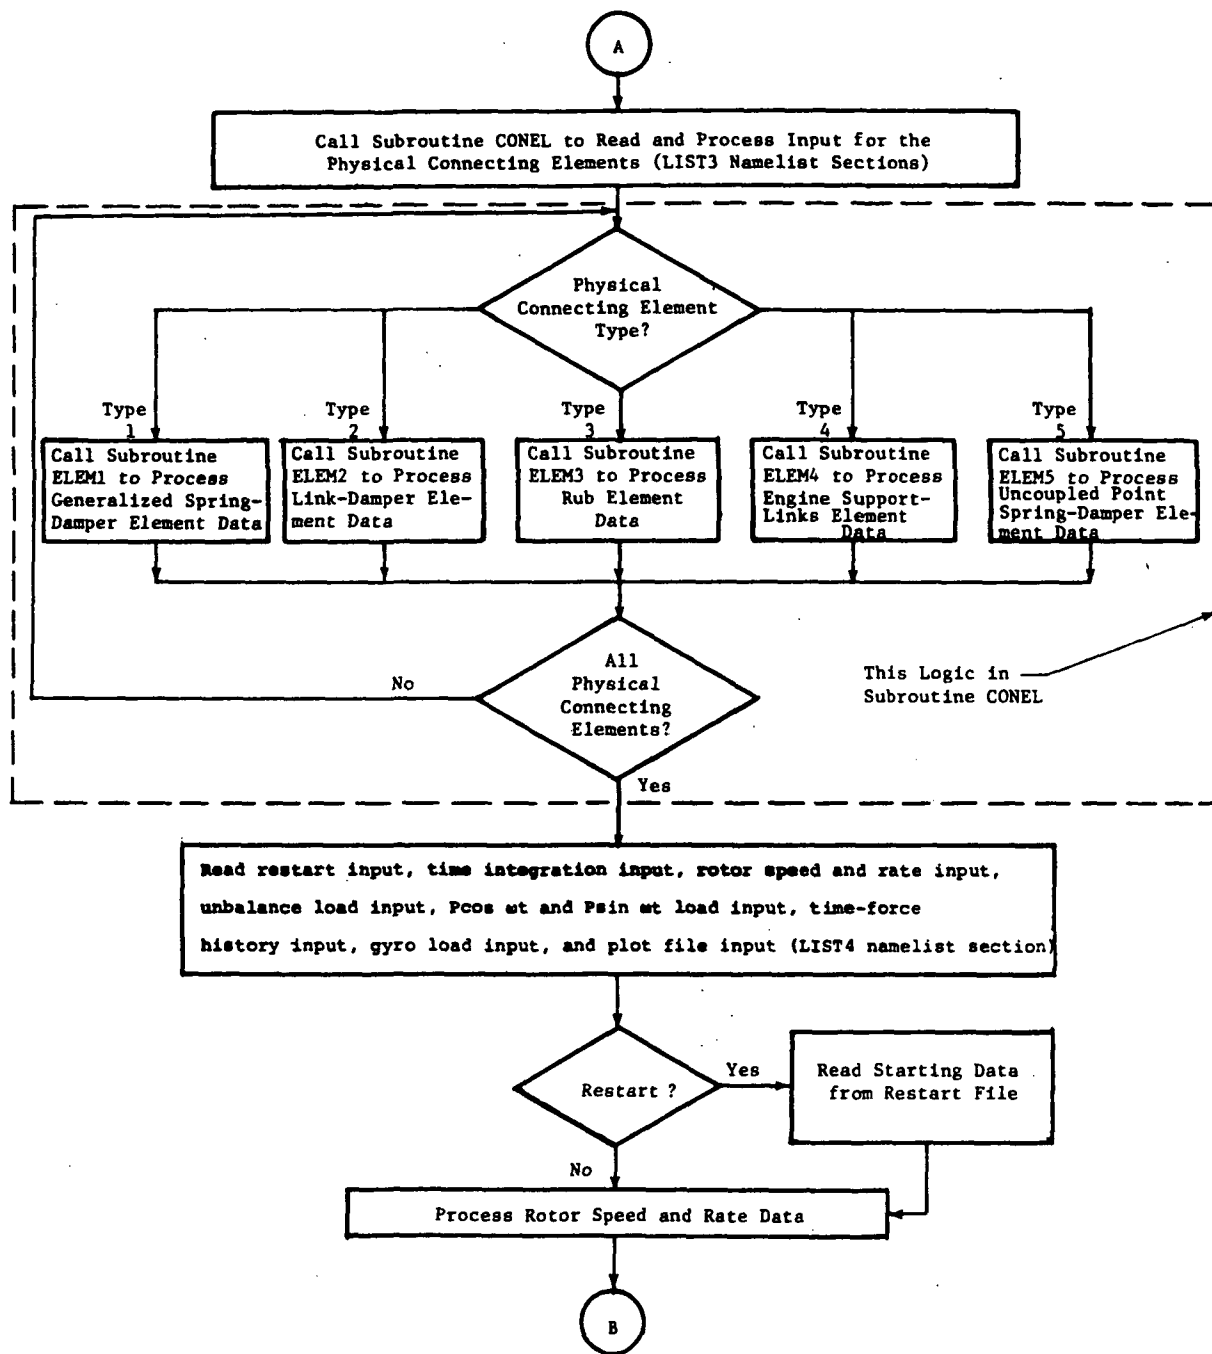 A
Call Subroutine CONEL to Read and Process Input for the
Physical Connecting Elements (LIST3 Namelist Sections)
Physical
Connecting Element
Type?
Type
1
Type
2
Type
3
Type
4
Type
5
Call Subroutine
ELEM1 to Process
Generalized Spring-
Damper Element Data
Call Subroutine
ELEM2 to Process
Link-Damper Ele-
ment Data
Call Subroutine
ELEM3 to Process
Rub Element
Data
Call Subroutine
ELEM4 to Process
Engine Support-
Links Element
Data
Call Subroutine
ELEM5 to Process
Uncoupled Point
Spring-Damper Ele-
ment Data
All
Physical
Connecting
Elements?
No
This Logic in
Subroutine CONEL
Yes
Read restart input, time integration input, rotor speed and rate input,
unbalance load input, Pcos ωt and Psin ωt load input, time-force
history input, gyro load input, and plot file input (LIST4 namelist section)
Restart ?
Yes
Read Starting Data
from Restart File
No
Process Rotor Speed and Rate Data
B